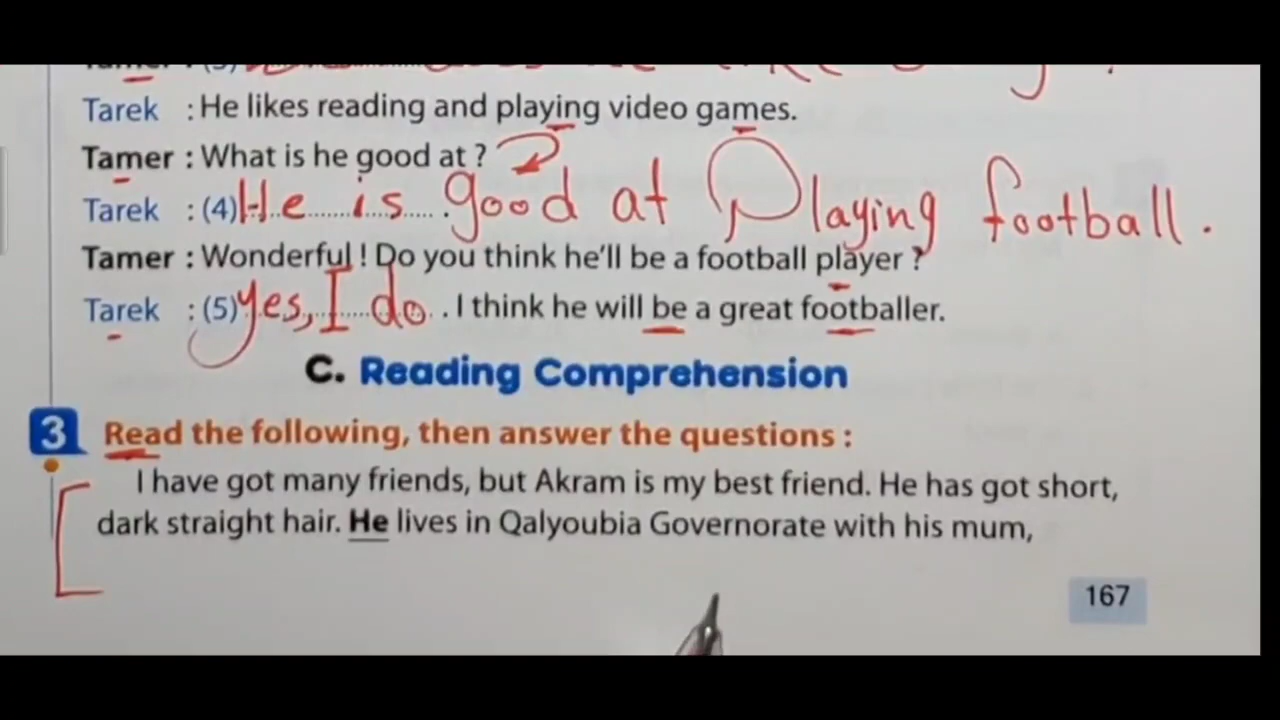 Tamer : (3)
Tarek : He likes reading and playing video games.
Tamer : What is he good at ?
Tarek : (4) He is good at Playing football.
Tamer : Wonderful ! Do you think he'll be a football player ?
Tarek : (5) yes, I do . I think he will be a great footballer.
C. Reading Comprehension
3 Read the following, then answer the questions :
I have got many friends, but Akram is my best friend. He has got short,
dark straight hair. He lives in Qalyoubia Governorate with his mum,
167